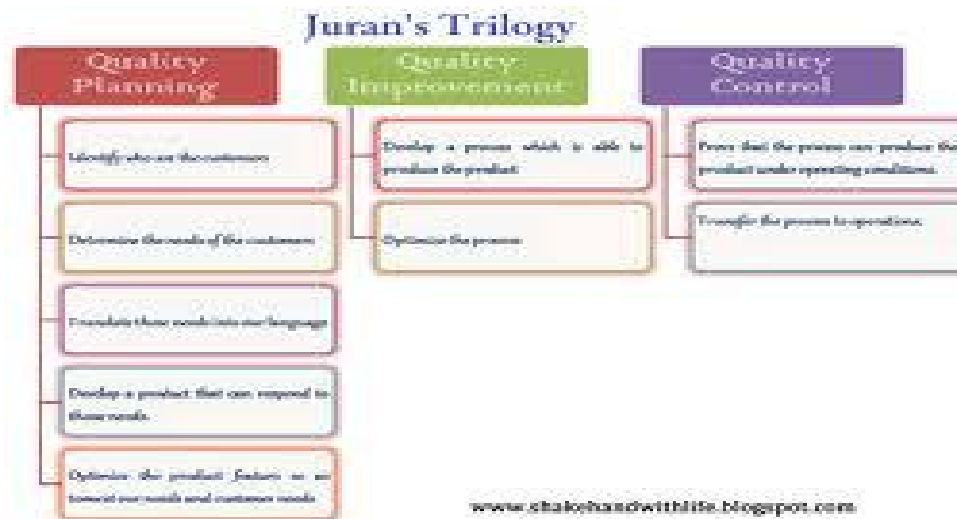 Juran's Trilogy
Quality
Planning
Quality
Improvement
Quality
Control
Identify who are the customers
Determine the needs of the customers
Translate those needs into our language
Develop a product that can respond to
those needs.
Optimize the product feature so as
to meet our needs and customer needs
Develop a process which is able to
produce the product
Optimize the process
Prove that the process can produce the
product under operating conditions.
Transfer the process to operations.
www.shakehandwithlife.blogspot.com